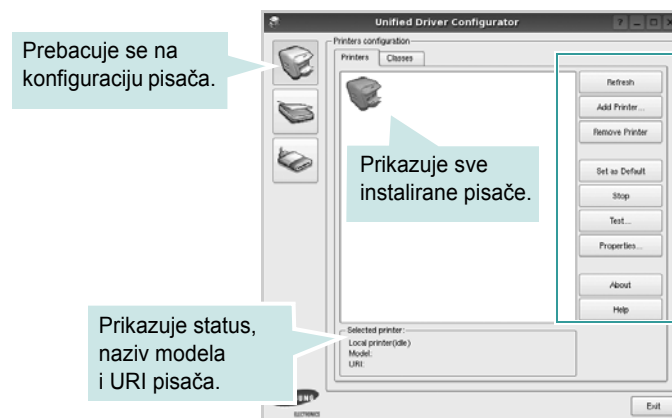 Unified Driver Configurator
Prebacuje se na
konfiguraciju pisača.
Printers configuration
Printers
Classes
Refresh
Add Printer...
Remove Printer
Prikazuje sve
instalirane pisače.
Set as Default
Stop
Test...
Properties...
About
Help
Prikazuje status,
naziv modela
i URI pisača.
Selected printer:
Local printer(idle)
Model:
URI:
ELECTRONICS
Exit